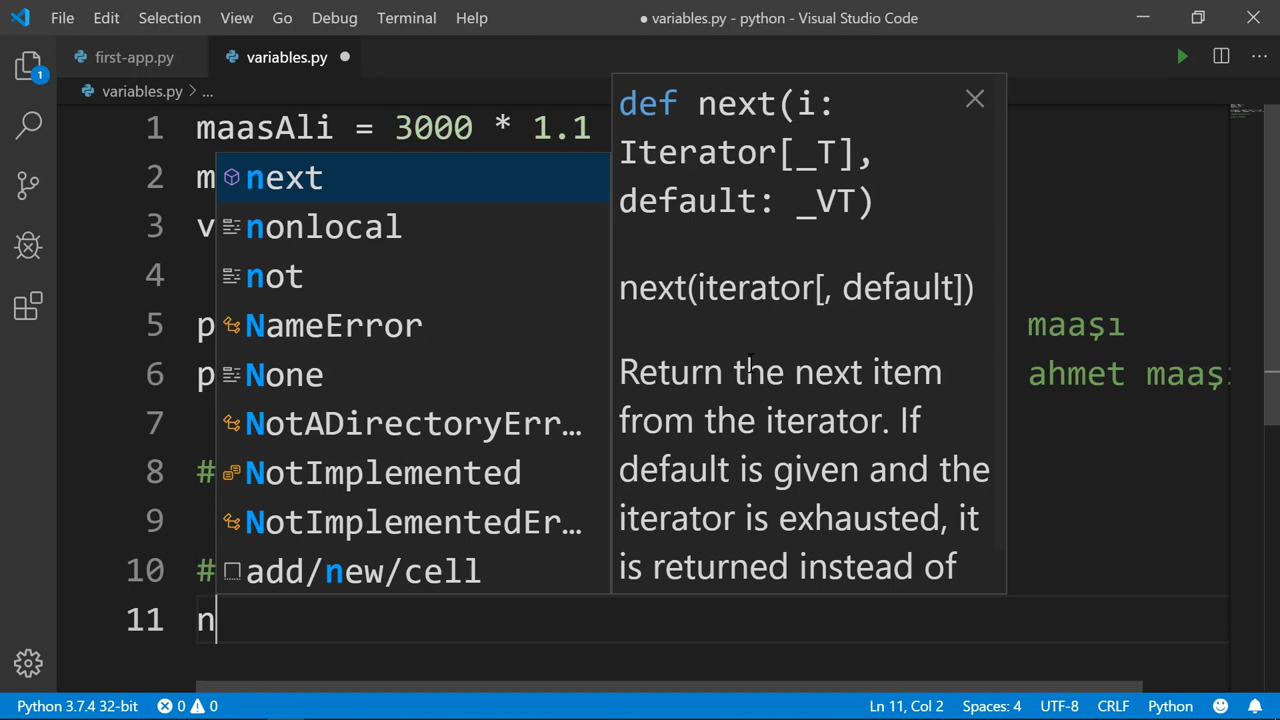 File Edit Selection View Go Debug Terminal Help
● variables.py - python - Visual Studio Code
first-app.py
variables.py ●
variables.py > ...
1 maasAli = 3000 * 1.1
2 m
3 v
4
5 p maaşı
6 p ahmet maaşı
7
8 #
9
10 #
11 n
next
nonlocal
not
NameError
None
NotADirectoryErr...
NotImplemented
NotImplementedEr...
add/new/cell
def next(i:
Iterator[_T],
default: _VT)
next(iterator[, default])
Return the next item
from the iterator. If
default is given and the
iterator is exhausted, it
is returned instead of
1
Python 3.7.4 32-bit 0 0 Ln 11, Col 2 Spaces: 4 UTF-8 CRLF Python